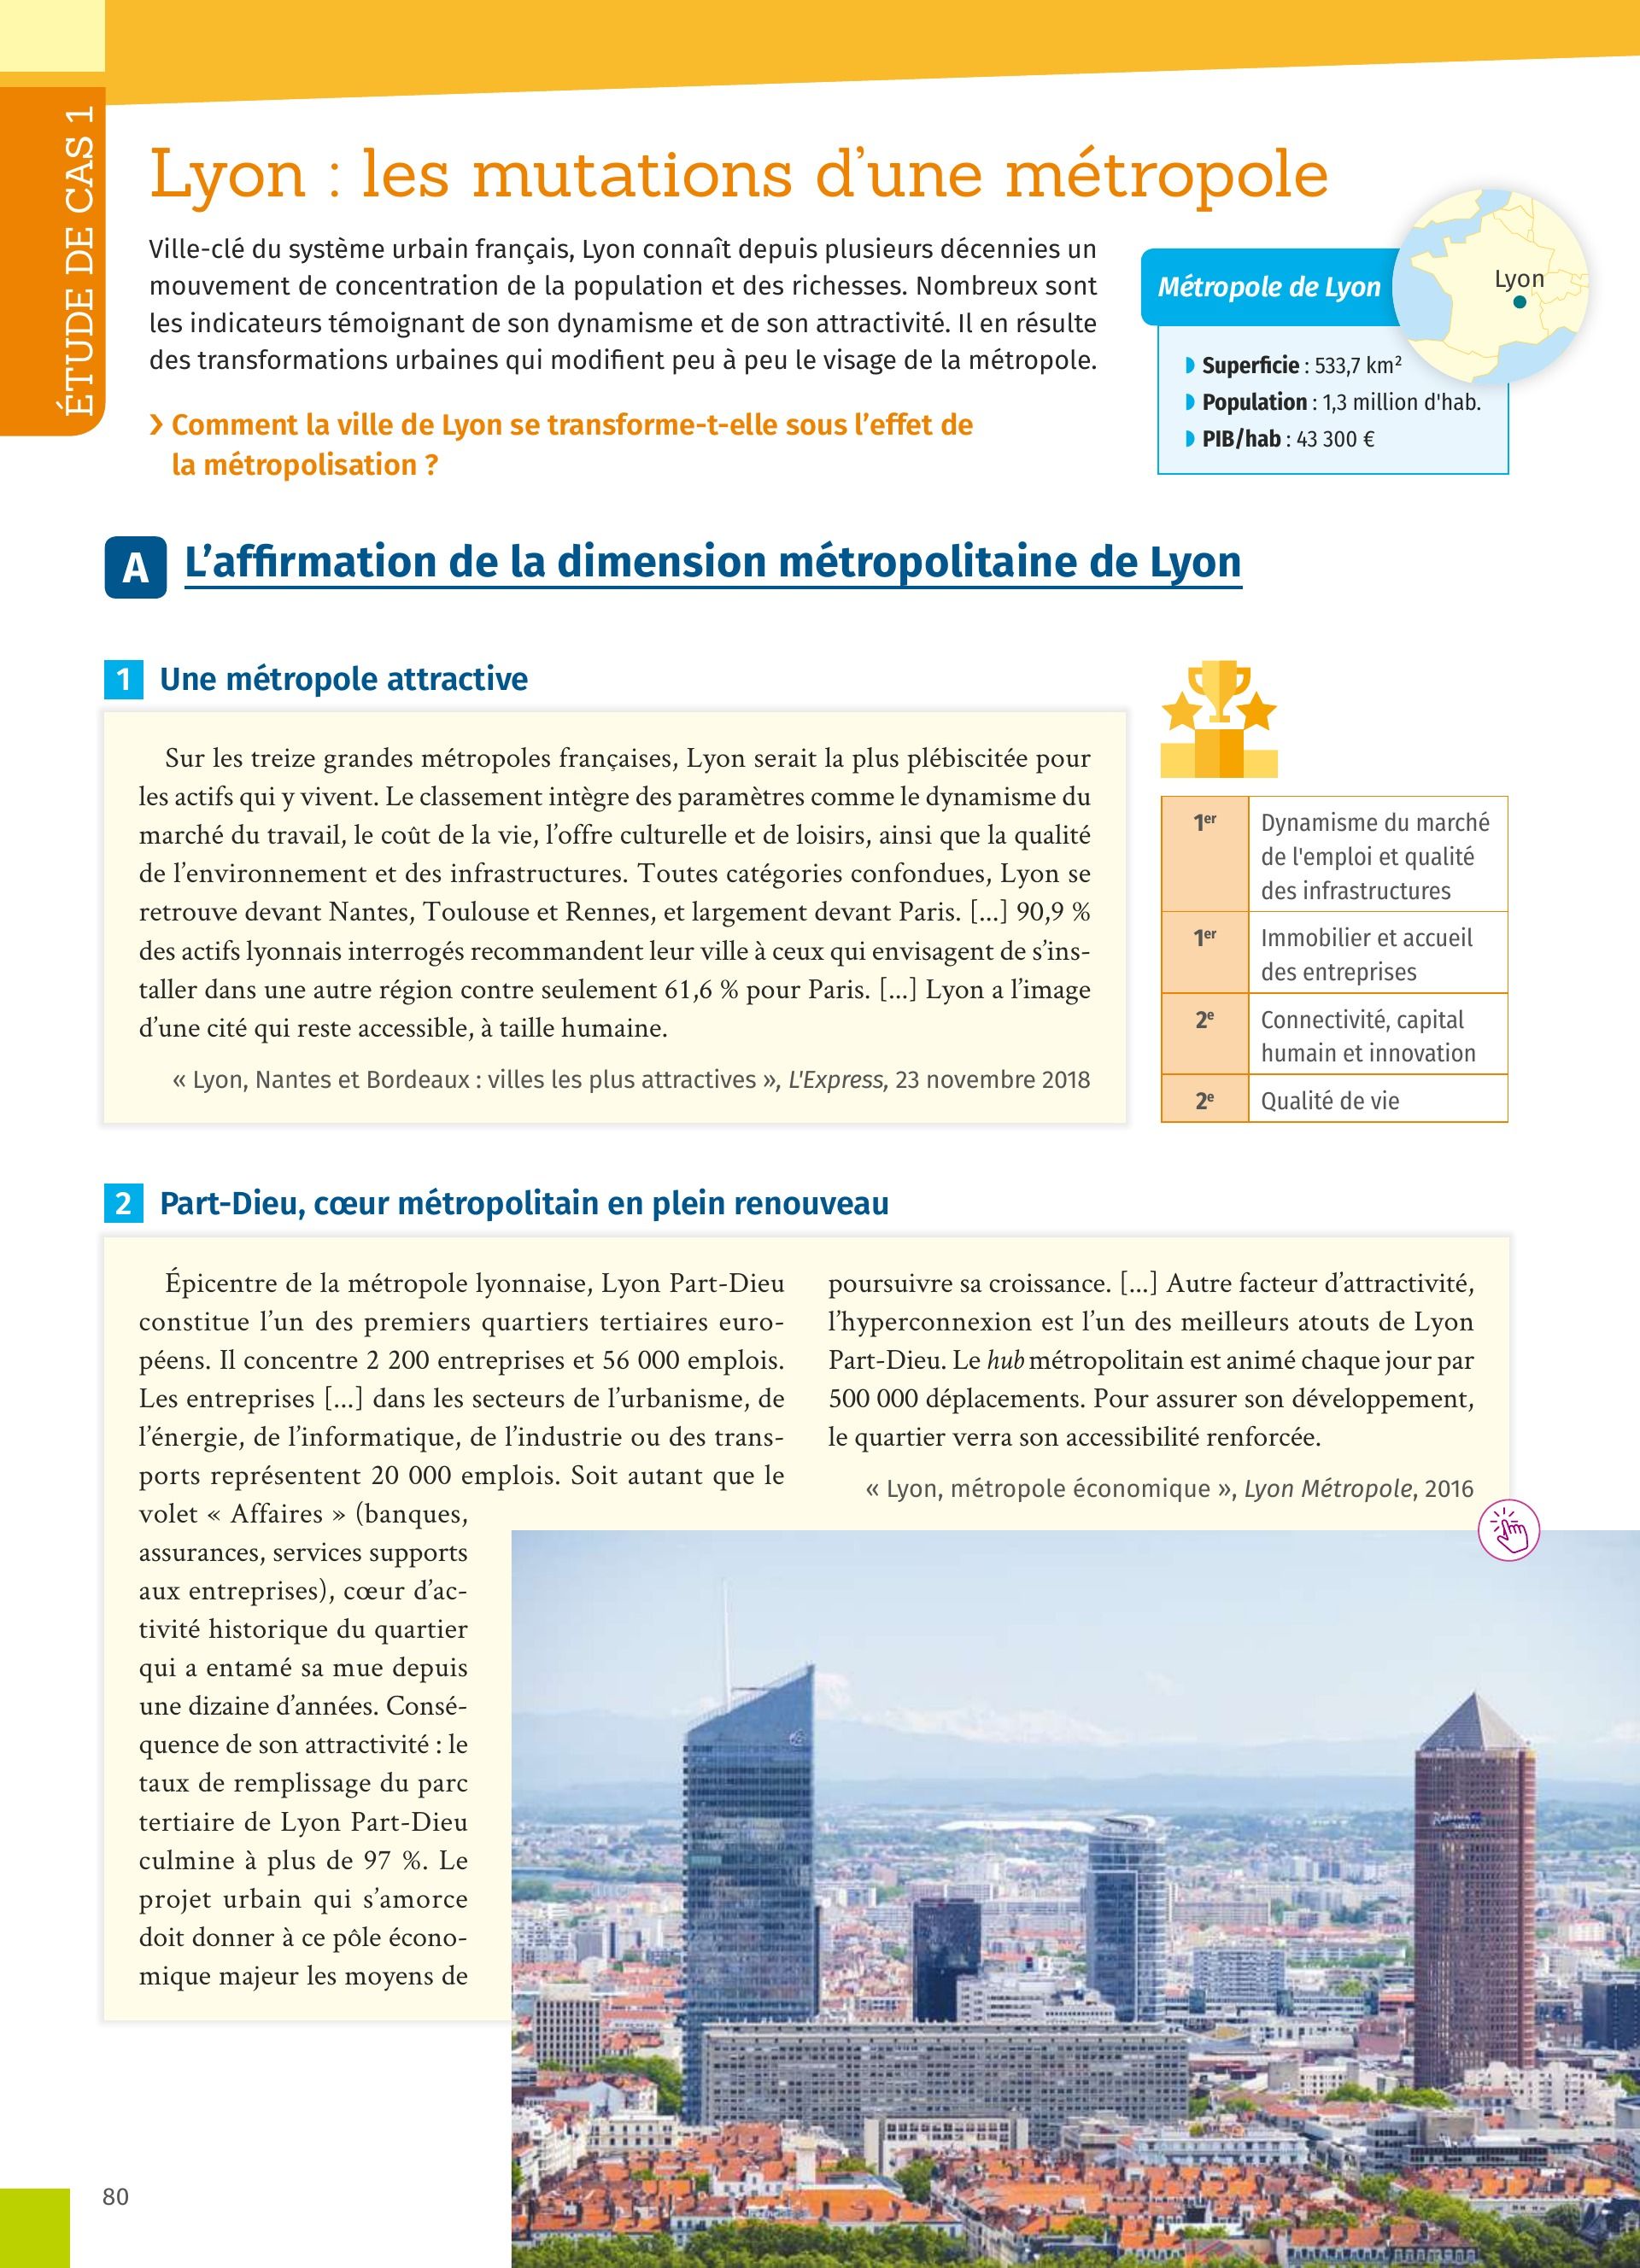 ÉTUDE DE CAS 1
Lyon : les mutations d’une métropole
Ville-clé du système urbain français, Lyon connaît depuis plusieurs décennies un
mouvement de concentration de la population et des richesses. Nombreux sont
les indicateurs témoignant de son dynamisme et de son attractivité. Il en résulte
des transformations urbaines qui modifient peu à peu le visage de la métropole.
› Comment la ville de Lyon se transforme-t-elle sous l’effet de
la métropolisation ?
Métropole de Lyon
Lyon
Superficie : 533,7 km²
Population : 1,3 million d'hab.
PIB/hab : 43 300 €
A L’affirmation de la dimension métropolitaine de Lyon
1 Une métropole attractive
Sur les treize grandes métropoles françaises, Lyon serait la plus plébiscitée pour
les actifs qui y vivent. Le classement intègre des paramètres comme le dynamisme du
marché du travail, le coût de la vie, l’offre culturelle et de loisirs, ainsi que la qualité
de l’environnement et des infrastructures. Toutes catégories confondues, Lyon se
retrouve devant Nantes, Toulouse et Rennes, et largement devant Paris. [...] 90,9 %
des actifs lyonnais interrogés recommandent leur ville à ceux qui envisagent de s’ins-
taller dans une autre région contre seulement 61,6 % pour Paris. [...] Lyon a l’image
d’une cité qui reste accessible, à taille humaine.
« Lyon, Nantes et Bordeaux : villes les plus attractives », L'Express, 23 novembre 2018
1er Dynamisme du marché
de l'emploi et qualité
des infrastructures
1er Immobilier et accueil
des entreprises
2e Connectivité, capital
humain et innovation
2e Qualité de vie
2 Part-Dieu, cœur métropolitain en plein renouveau
Épicentre de la métropole lyonnaise, Lyon Part-Dieu
constitue l’un des premiers quartiers tertiaires euro-
péens. Il concentre 2 200 entreprises et 56 000 emplois.
Les entreprises [...] dans les secteurs de l’urbanisme, de
l’énergie, de l’informatique, de l’industrie ou des trans-
ports représentent 20 000 emplois. Soit autant que le
volet « Affaires » (banques,
assurances, services supports
aux entreprises), cœur d’ac-
tivité historique du quartier
qui a entamé sa mue depuis
une dizaine d’années. Consé-
quence de son attractivité : le
taux de remplissage du parc
tertiaire de Lyon Part-Dieu
culmine à plus de 97 %. Le
projet urbain qui s’amorce
doit donner à ce pôle écono-
mique majeur les moyens de
poursuivre sa croissance. [...] Autre facteur d’attractivité,
l’hyperconnexion est l’un des meilleurs atouts de Lyon
Part-Dieu. Le hub métropolitain est animé chaque jour par
500 000 déplacements. Pour assurer son développement,
le quartier verra son accessibilité renforcée.
« Lyon, métropole économique », Lyon Métropole, 2016
80